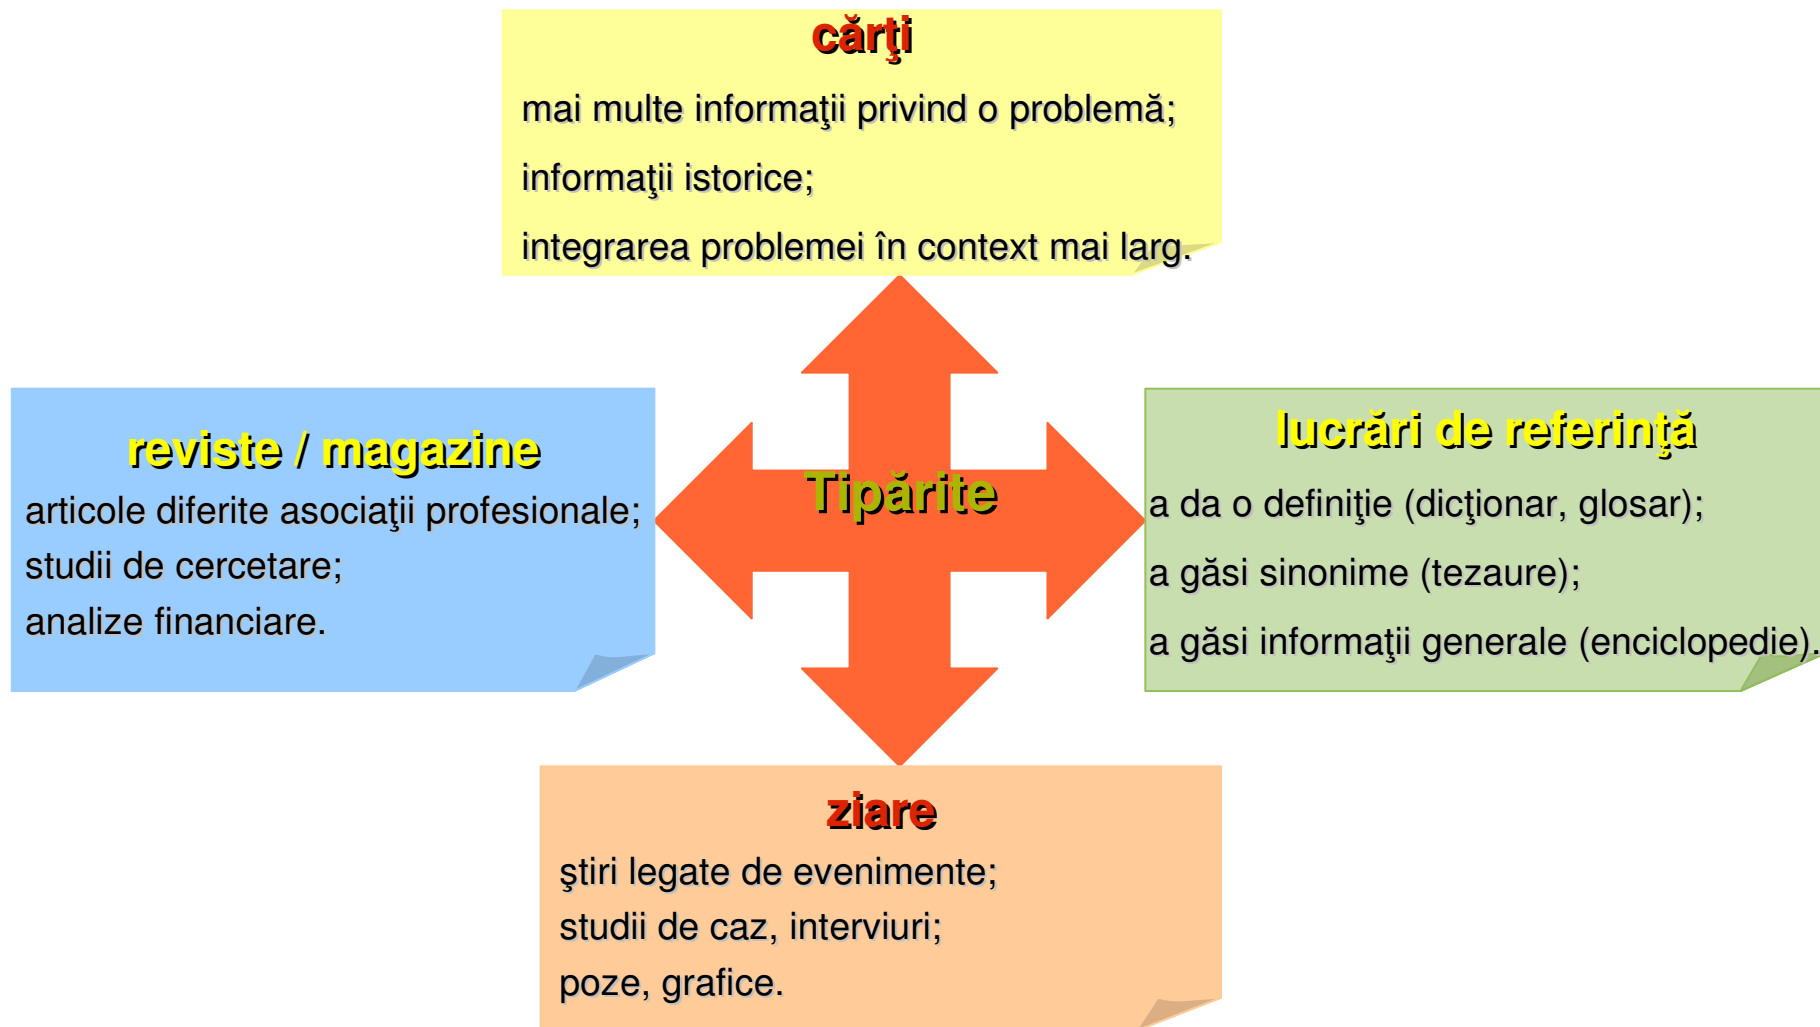 cărţi
mai multe informaţii privind o problemă;
informaţii istorice;
integrarea problemei în context mai larg.
reviste / magazine
articole diferite asociaţii profesionale;
studii de cercetare;
analize financiare.
Tipărite
lucrări de referinţă
a da o definiţie (dicţionar, glosar);
a găsi sinonime (tezaure);
a găsi informaţii generale (enciclopedie).
ziare
ştiri legate de evenimente;
studii de caz, interviuri;
poze, grafice.